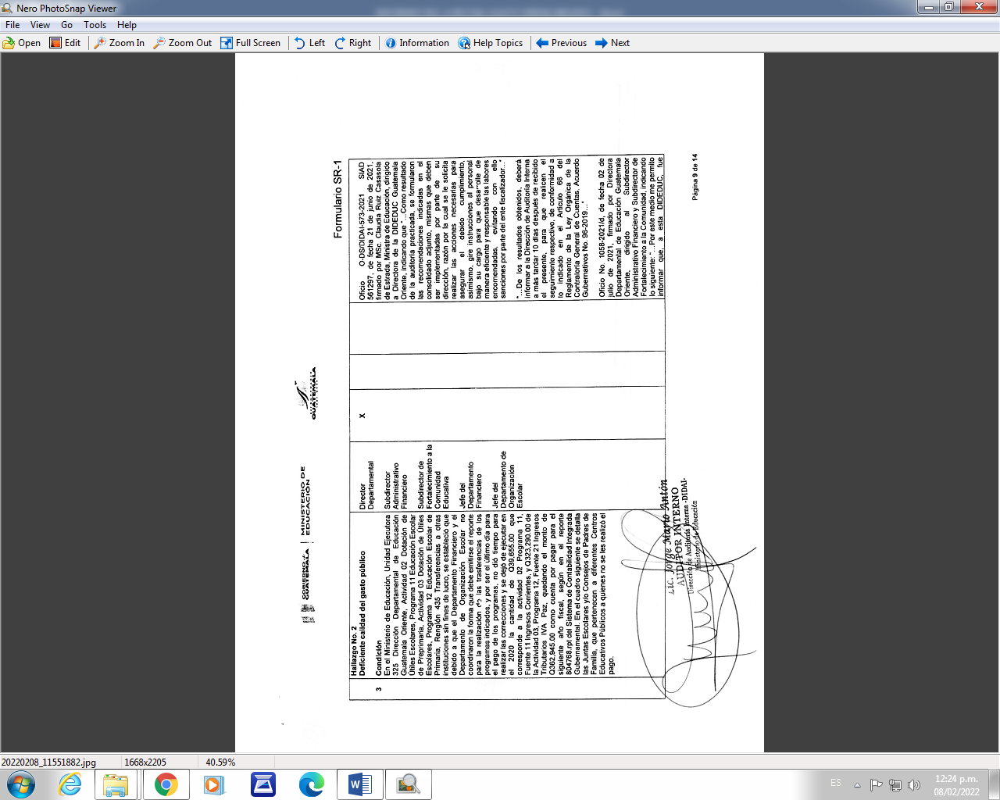 Nero PhotoSnap Viewer
File View Go Tools Help
Open Edit Zoom In Zoom Out Full Screen Left Right Information Help Topics Previous Next
GOBIERNO de
GUATEMALA
MINISTERIO DE
EDUCACIÓN
GUATEMALA
Formulario SR-1
3
Hallazgo No. 2
Deficiente calidad del gasto público
Condición
En el Ministerio de Educación, Unidad Ejecutora
325 Dirección Departamental de Educación
Guatemala Oriente, Actividad 02 Dotación de
Útiles Escolares, Programa 11 Educación Escolar
de Preprimaria, Actividad 03 Dotación de Útiles
Escolares, Programa 12 Educación Escolar de
Primaria, Renglón 435 Transferencias a otras
instituciones sin fines de lucro, se estableció que
debido a que el Departamento Financiero y el
Departamento de Organización Escolar no
coordinaron la forma que debe emitirse el reporte
para la realización de las trasferencias de los
programas indicados, y por ser el último día para
el pago de los programas, no dió tiempo para
realizar las correcciones y se dejó de ejecutar en
el 2020 la cantidad de Q39,655.00 que
corresponde a la actividad 02 Programa 11,
Fuente 11 Ingresos Corrientes, y Q323,290.00 de
la Actividad 03, Programa 12, Fuente 21 Ingresos
Tributarios IVA Paz, quedando el monto de
Q362,945.00 como cuenta por pagar para el
siguiente año fiscal, según en el reporte
804768.rpt del Sistema de Contabilidad Integrada
Gubernamental. En el cuadro siguiente se detalla
las Juntas Escolares y/o Consejos de Padres de
Familia, que pertenecen a diferentes Centros
Educativos Públicos a quienes no se les realizó el
pago.
Director
Departamental
Subdirector
Administrativo
Financiero
Subdirector de
Fortalecimiento a la
Comunidad
Educativa
Jefe del
Departamento
Financiero
Jefe del
Departamento de
Organización
Escolar
X
Oficio O-DS/DIDAI-573-2021 SIAD
561297, de fecha 21 de junio de 2021,
firmado por MSc. Claudia Ruiz Casasola
de Estrada, Ministra de Educación, dirigido
a Directora de la DIDEDUC Guatemala
Oriente, indicando que "...Como resultado
de la auditoría practicada, se formularon
las recomendaciones indicadas en el
consolidado adjunto, mismas que deben
ser implementadas por parte de su
dirección, razón por la cual se le solicita
realizar las acciones necesarias para
asegurar el debido cumplimiento,
asimismo, gire instrucciones al personal
bajo su cargo para que desarrolle de
manera eficiente y responsable las labores
encomendadas, evitando con ello
sanciones por parte del ente fiscalizador..."
"...De los resultados obtenidos, deberá
informar a la Dirección de Auditoría Interna
a más tardar 10 días después de recibido
el presente, para que realicen el
seguimiento respectivo, de conformidad a
lo indicado en el Artículo 66 del
Reglamento de la Ley Orgánica de la
Contraloría General de Cuentas, Acuerdo
Gubernativos No. 96-2019..."
Oficio No. 1058-2021/d, de fecha 02 de
julio de 2021, firmado por Directora
Departamental de Educación Guatemala
Oriente, dirigido al Subdirector
Administrativo Financiero y Subdirector de
Fortalecimiento a la Comunidad, indicando
lo siguiente: "...Por este medio me permito
informar que, a esta DIDEDUC, fue
Lic. Jorge Mario Antón
AUDITOR INTERNO
Dirección de Auditoría Interna -DIDAI-
Ministerio de Educación
Página 9 de 14
20220208_11551882.jpg 1668x2205 40.59%
ES
12:24 p.m.
08/02/2022